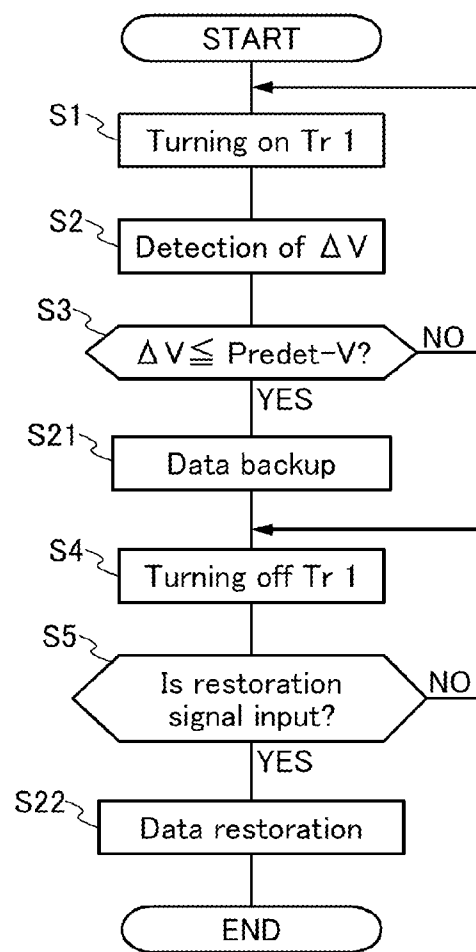 START
S1
Turning on Tr 1
S2
Detection of ΔV
S3
ΔV≦ Predet-V?
NO
YES
S21
Data backup
S4
Turning off Tr 1
S5
Is restoration
signal input?
NO
YES
S22
Data restoration
END